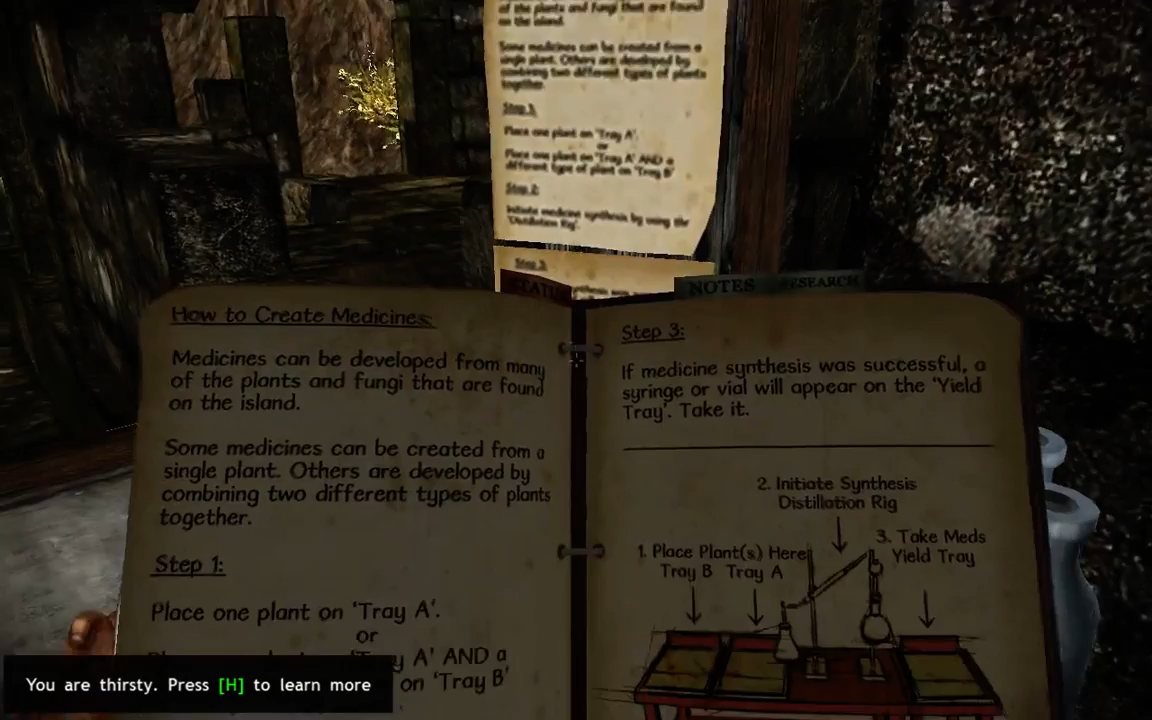 of the plants and fungi that are found
on the island.
Some medicines can be created from a
single plant. Others are developed by
combining two different types of plants
together.
Step 1:
Place one plant on 'Tray A'.
or
Place one plant on 'Tray A' AND a
different type of plant on 'Tray B'
Step 2:
Initiate medicine synthesis by using the
'Distillation Rig'.
Step 3:
synthesis was
STATUS
NOTES
RESEARCH
How to Create Medicines:
Medicines can be developed from many
of the plants and fungi that are found
on the island.
Some medicines can be created from a
single plant. Others are developed by
combining two different types of plants
together.
Step 1:
Place one plant on 'Tray A'.
or
A' AND a
on 'Tray B'
Step 3:
If medicine synthesis was successful, a
syringe or vial will appear on the 'Yield
Tray'. Take it.
2. Initiate Synthesis
Distillation Rig
3. Take Meds
Yield Tray
1. Place Plant(s) Here
Tray B Tray A
You are thirsty. Press [H] to learn more